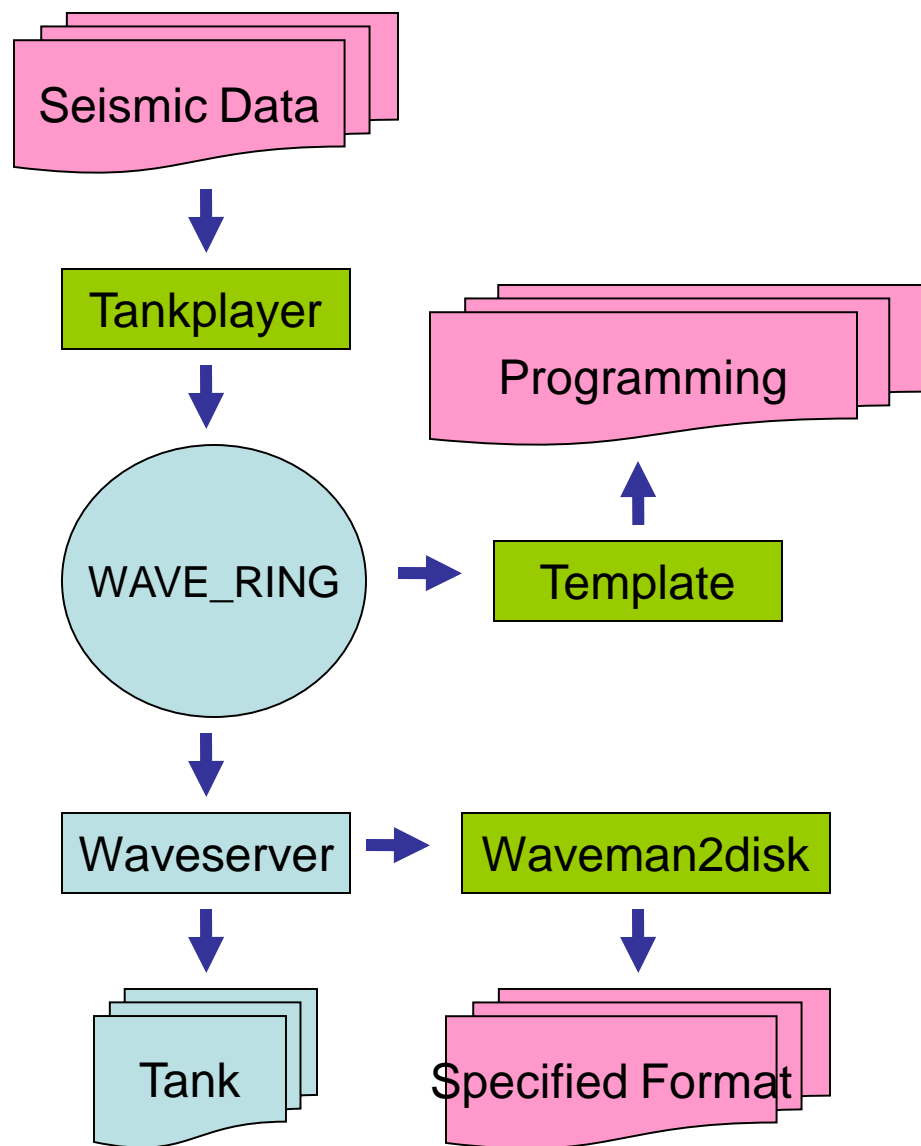 Seismic Data
Tankplayer
Programming
WAVE_RING
Template
Waveserver
Waveman2disk
Tank
Specified Format